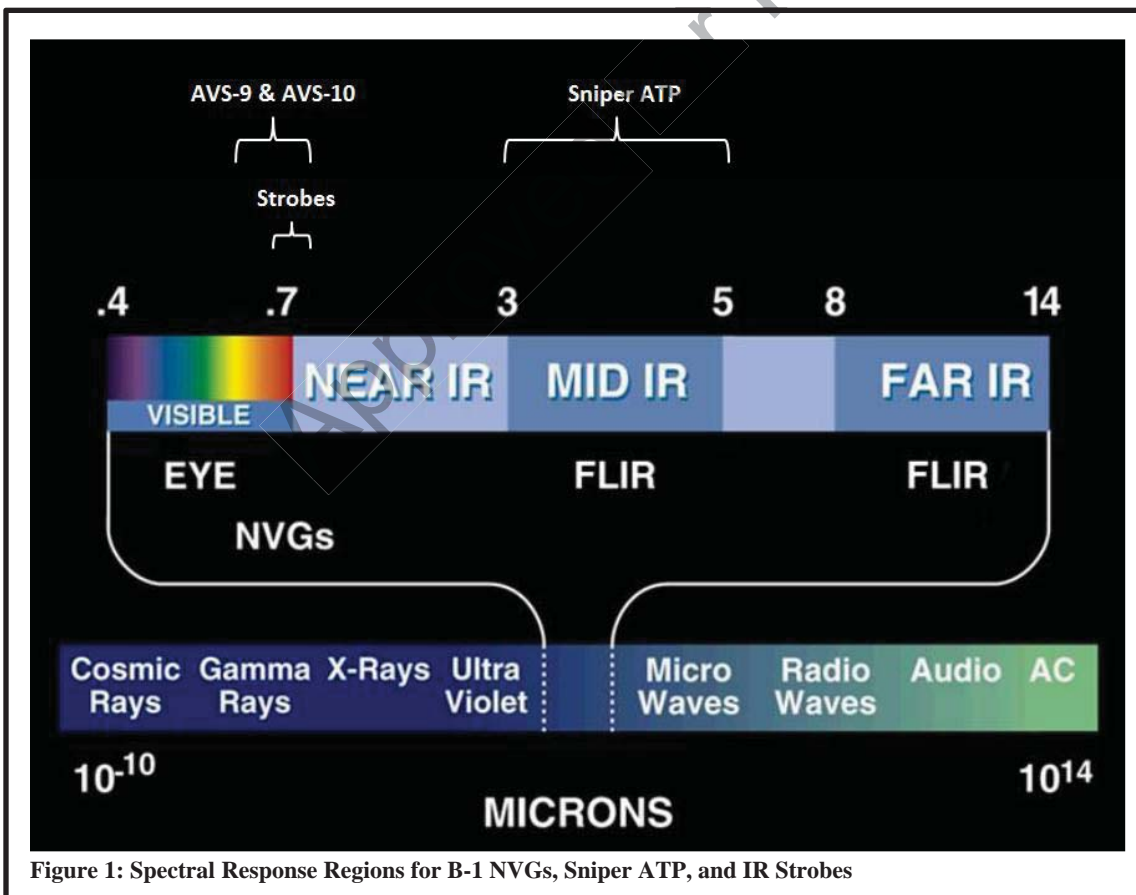 AVS-9 & AVS-10
Sniper ATP
Strobes
.4 .7 3 5 8 14
NEAR IR MID IR FAR IR
VISIBLE
EYE FLIR FLIR
NVGs
Cosmic Rays
Gamma Rays
X-Rays
Ultra Violet
Micro Waves
Radio Waves
Audio
AC
10⁻¹⁰ 10¹⁴
MICRONS
Figure 1: Spectral Response Regions for B-1 NVGs, Sniper ATP, and IR Strobes